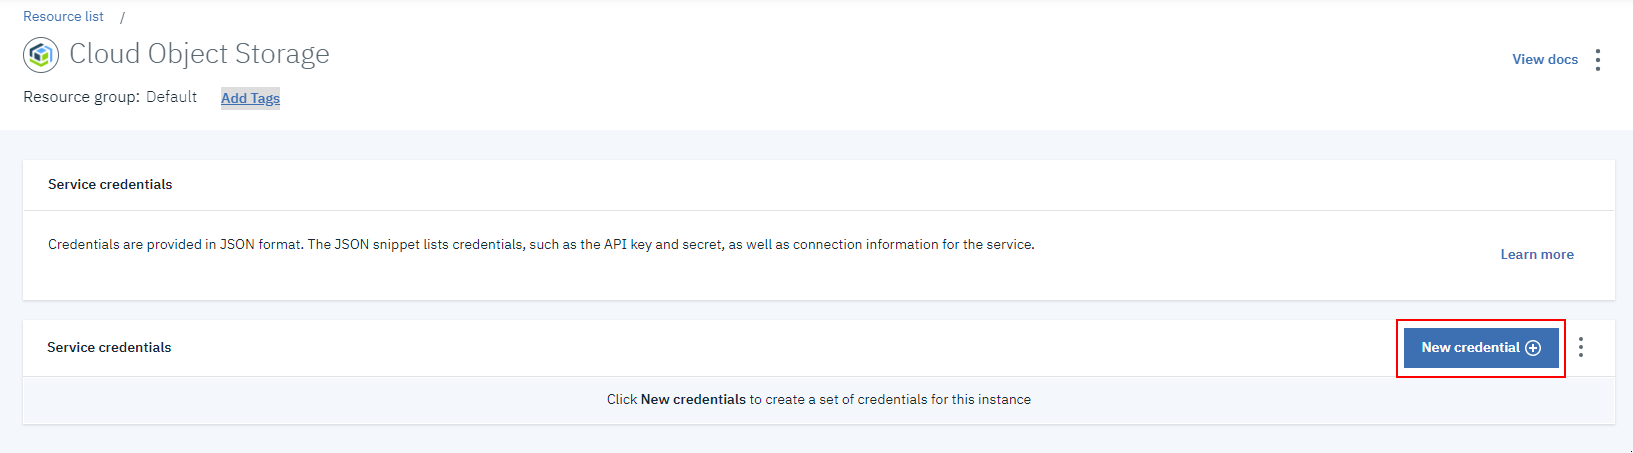 Resource list /
Cloud Object Storage
View docs
Resource group: Default Add Tags
Service credentials
Credentials are provided in JSON format. The JSON snippet lists credentials, such as the API key and secret, as well as connection information for the service.
Learn more
Service credentials
New credential
Click New credentials to create a set of credentials for this instance